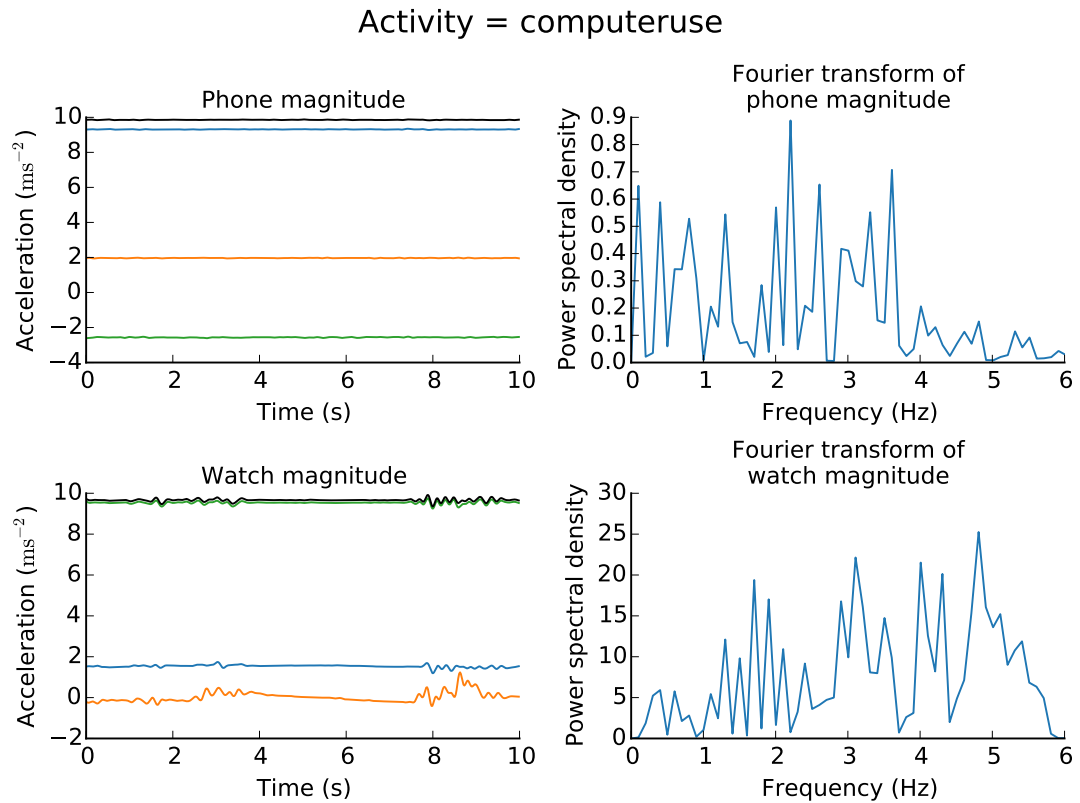 Activity = computeruse
Phone magnitude
Acceleration (ms⁻²)
10
8
6
4
2
0
−2
−4
0 2 4 6 8 10
Time (s)
Fourier transform of
phone magnitude
Power spectral density
0.9
0.8
0.7
0.6
0.5
0.4
0.3
0.2
0.1
0.0
0 1 2 3 4 5 6
Frequency (Hz)
Watch magnitude
Acceleration (ms⁻²)
10
8
6
4
2
0
−2
0 2 4 6 8 10
Time (s)
Fourier transform of
watch magnitude
Power spectral density
30
25
20
15
10
5
0
0 1 2 3 4 5 6
Frequency (Hz)